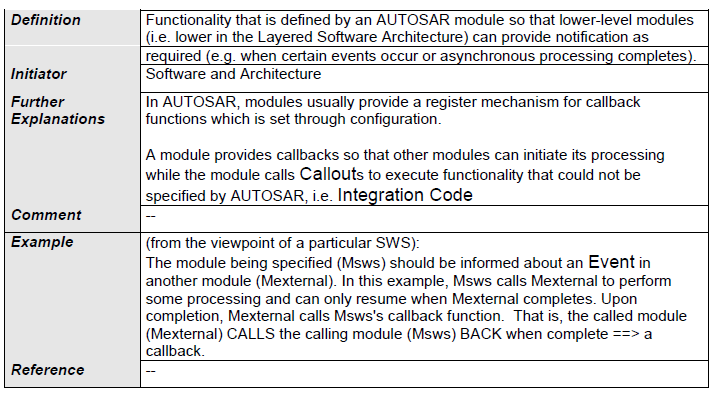 Definition
Functionality that is defined by an AUTOSAR module so that lower-level modules
(i.e. lower in the Layered Software Architecture) can provide notification as
required (e.g. when certain events occur or asynchronous processing completes).
Initiator
Software and Architecture
Further
Explanations
In AUTOSAR, modules usually provide a register mechanism for callback
functions which is set through configuration.
A module provides callbacks so that other modules can initiate its processing
while the module calls Callouts to execute functionality that could not be
specified by AUTOSAR, i.e. Integration Code
Comment
--
Example
(from the viewpoint of a particular SWS):
The module being specified (Msws) should be informed about an Event in
another module (Mexternal). In this example, Msws calls Mexternal to perform
some processing and can only resume when Mexternal completes. Upon
completion, Mexternal calls Msws's callback function.  That is, the called module
(Mexternal) CALLS the calling module (Msws) BACK when complete ==> a
callback.
Reference
--